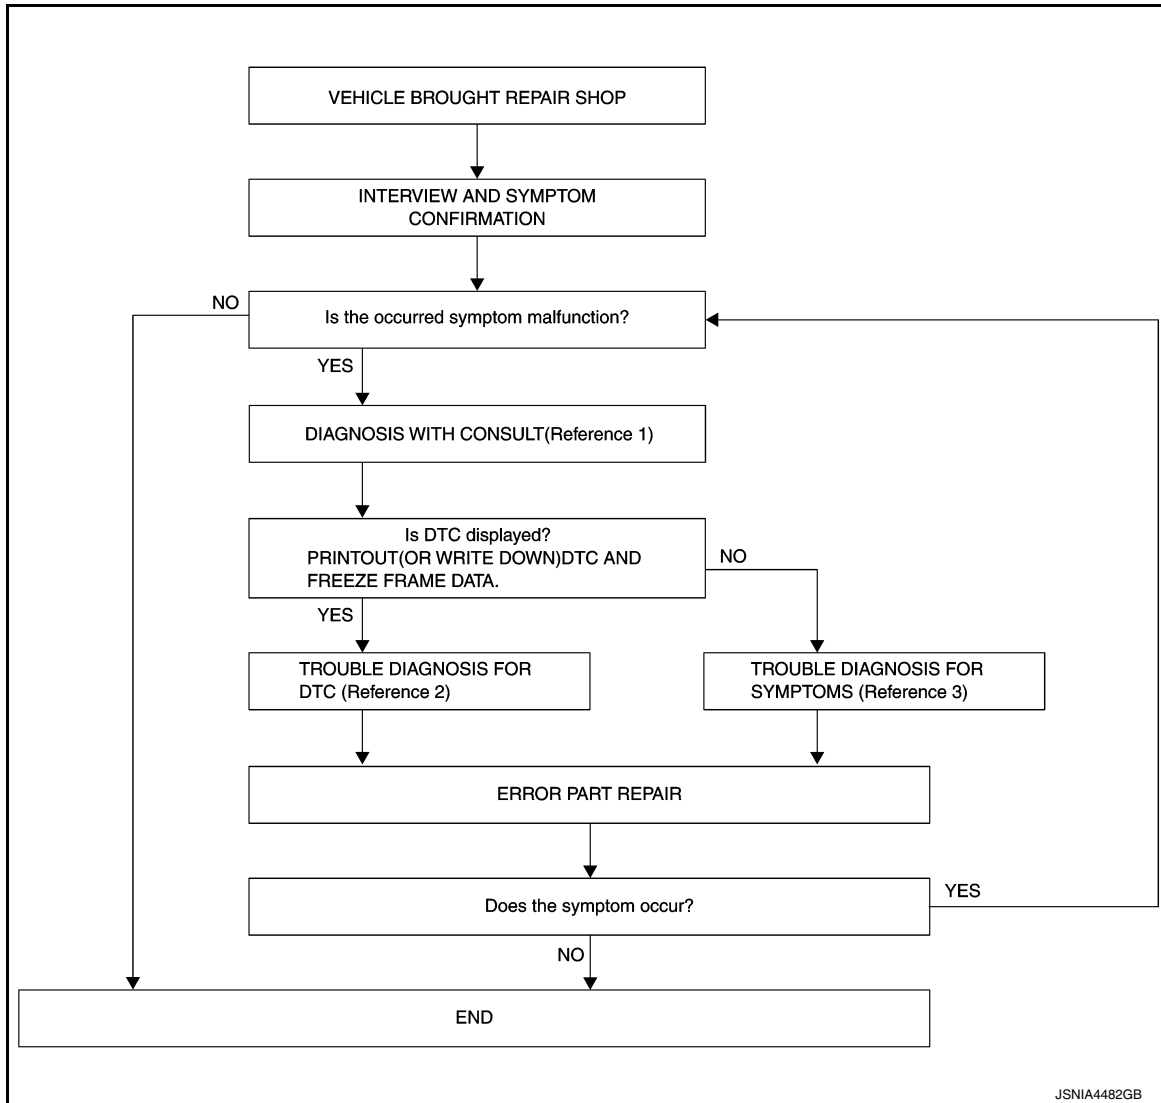 VEHICLE BROUGHT REPAIR SHOP
INTERVIEW AND SYMPTOM
CONFIRMATION
NO
Is the occurred symptom malfunction?
YES
DIAGNOSIS WITH CONSULT(Reference 1)
Is DTC displayed?
PRINTOUT(OR WRITE DOWN)DTC AND
FREEZE FRAME DATA.
NO
YES
TROUBLE DIAGNOSIS FOR
DTC (Reference 2)
TROUBLE DIAGNOSIS FOR
SYMPTOMS (Reference 3)
ERROR PART REPAIR
Does the symptom occur?
YES
NO
END
JSNIA4482GB